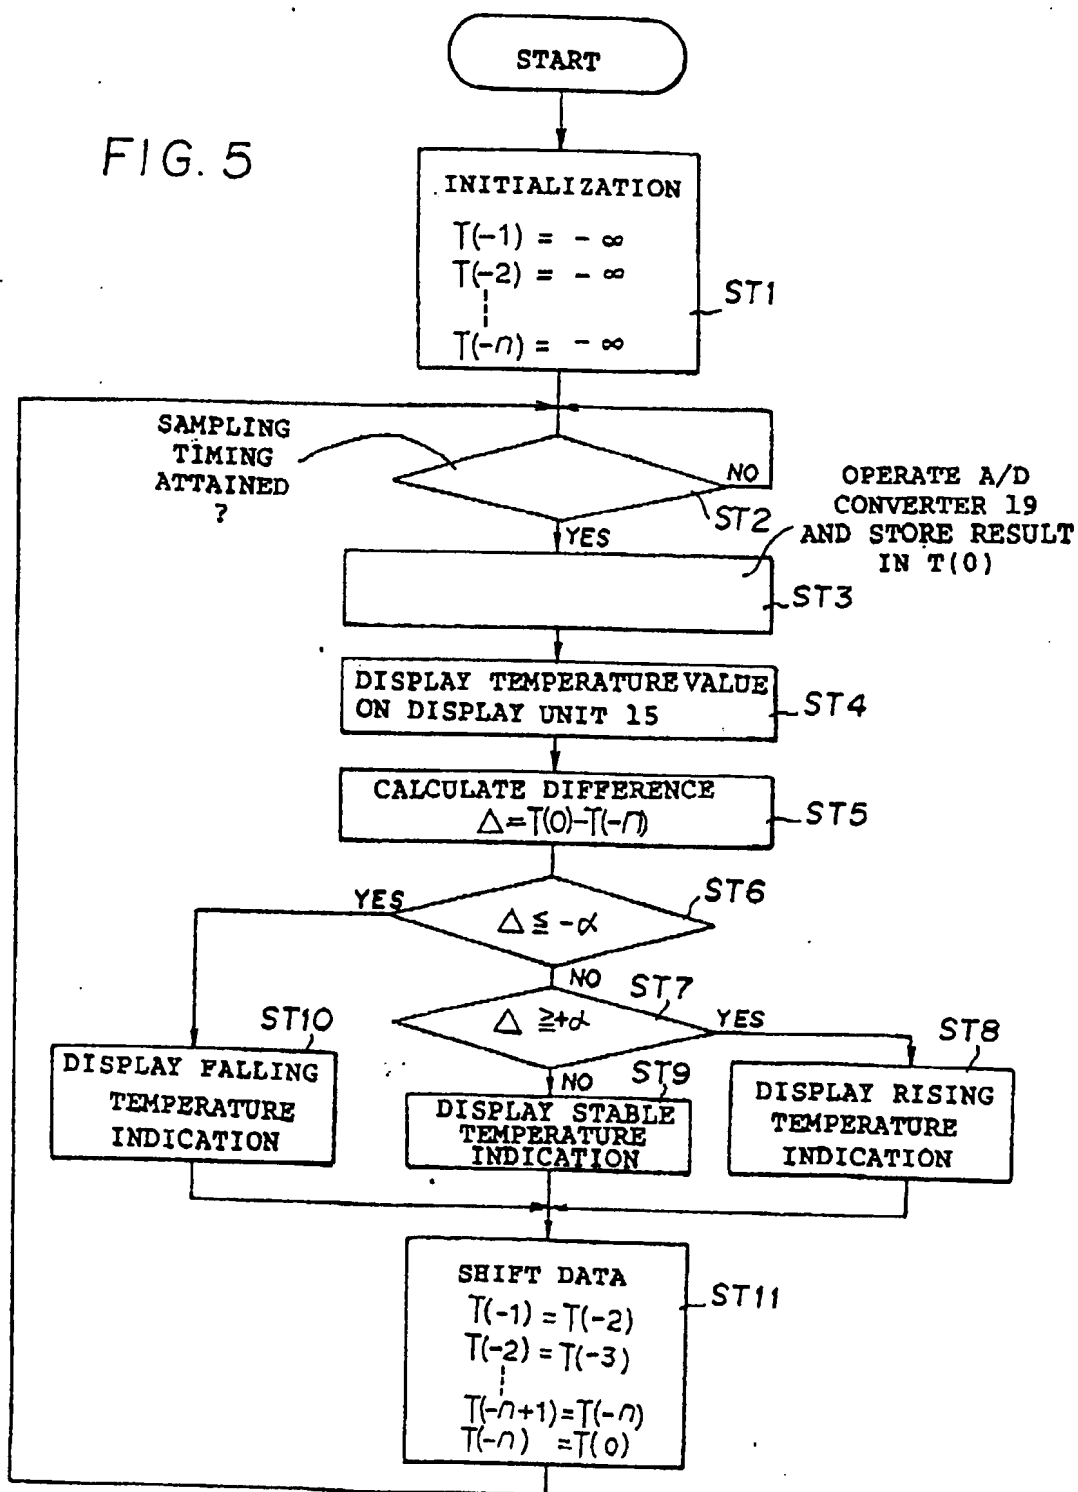 START
FIG. 5
INITIALIZATION
T(-1) = - ∞
T(-2) = - ∞
T(-n) = - ∞
ST1
SAMPLING
TIMING
ATTAINED
?
NO
ST2
YES
OPERATE A/D
CONVERTER 19
AND STORE RESULT
IN T(0)
ST3
DISPLAY TEMPERATURE VALUE
ON DISPLAY UNIT 15
ST4
CALCULATE DIFFERENCE
△=T(0)-T(-n)
ST5
YES
△ ≦ -α
ST6
NO
△ ≧+α
ST7
YES
NO
ST10
DISPLAY FALLING
TEMPERATURE
INDICATION
ST9
DISPLAY STABLE
TEMPERATURE
INDICATION
ST8
DISPLAY RISING
TEMPERATURE
INDICATION
SHIFT DATA
T(-1) = T(-2)
T(-2) = T(-3)
T(-n+1)=T(-n)
T(-n) =T(0)
ST11